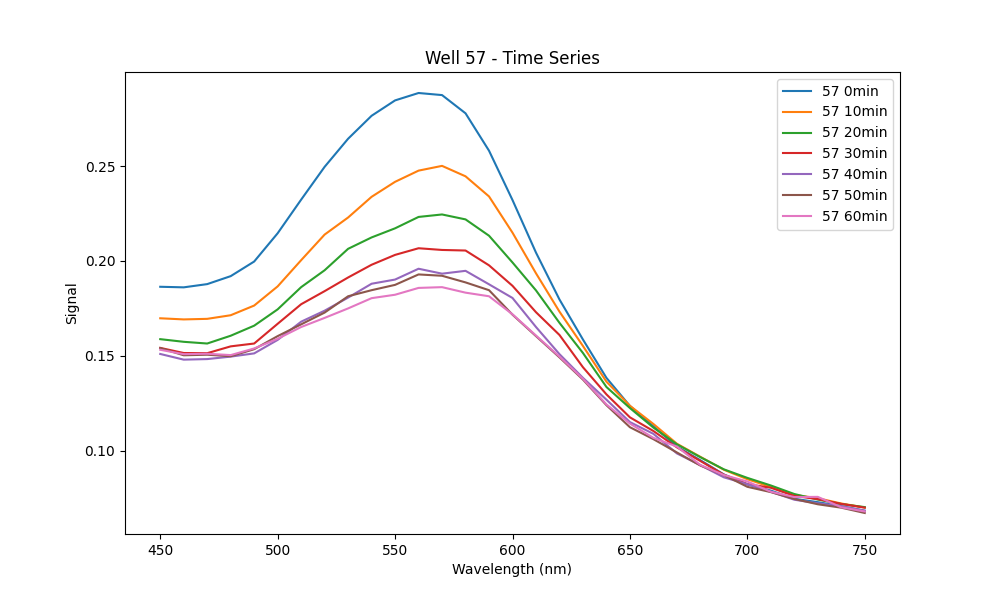 Well 57 - Time Series
57 0min
57 10min
57 20min
57 30min
57 40min
57 50min
57 60min
Signal
0.25
0.20
0.15
0.10
450 500 550 600 650 700 750
Wavelength (nm)